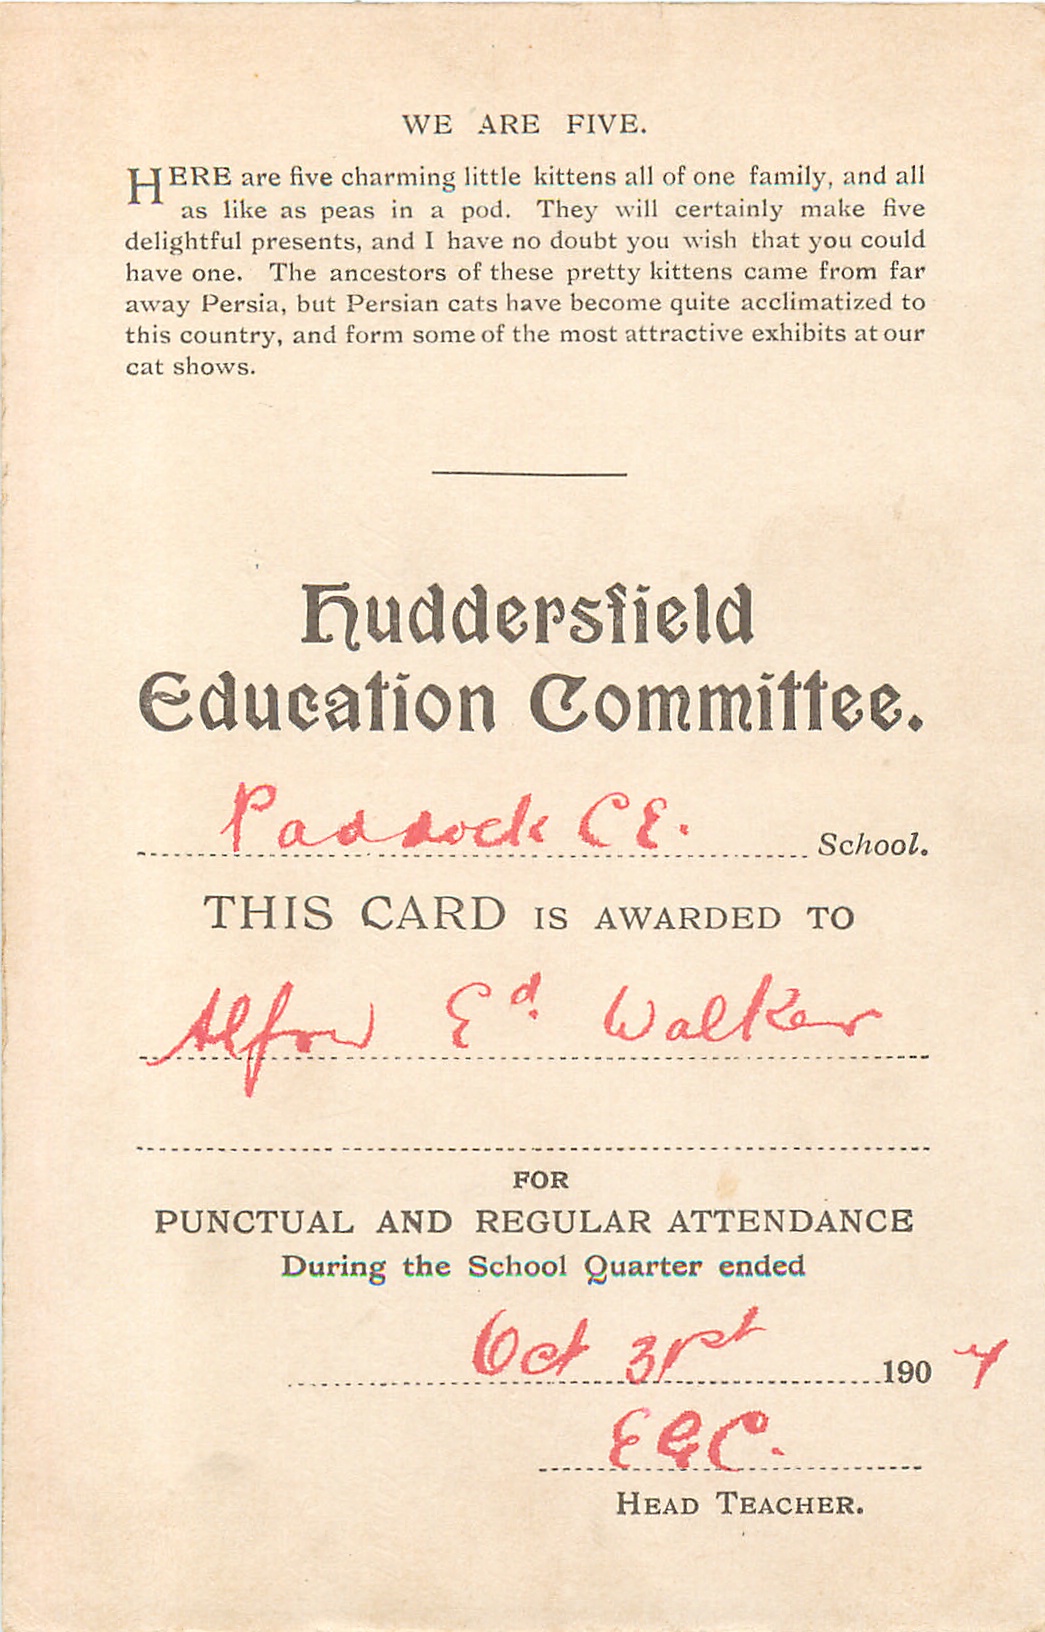 WE ARE FIVE.
HERE are five charming little kittens all of one family, and all
as like as peas in a pod. They will certainly make five
delightful presents, and I have no doubt you wish that you could
have one. The ancestors of these pretty kittens came from far
away Persia, but Persian cats have become quite acclimatized to
this country, and form some of the most attractive exhibits at our
cat shows.
Huddersfield
Education Committee.
Paddock C E. School.
THIS CARD IS AWARDED TO
Alfred Ed. Walker
FOR
PUNCTUAL AND REGULAR ATTENDANCE
During the School Quarter ended
Oct 31st 1907
E G C.
HEAD TEACHER.